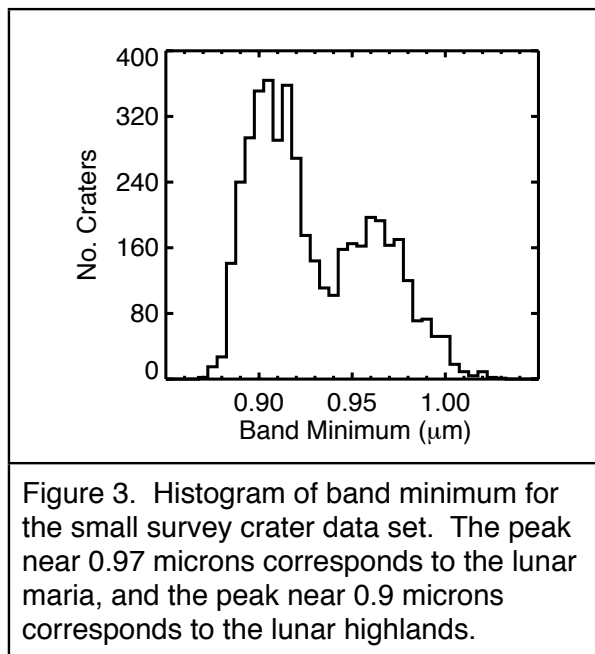 400
320
240
160
80
0
No. Craters
0.90 0.95 1.00
Band Minimum (μm)
Figure 3. Histogram of band minimum for
the small survey crater data set. The peak
near 0.97 microns corresponds to the lunar
maria, and the peak near 0.9 microns
corresponds to the lunar highlands.